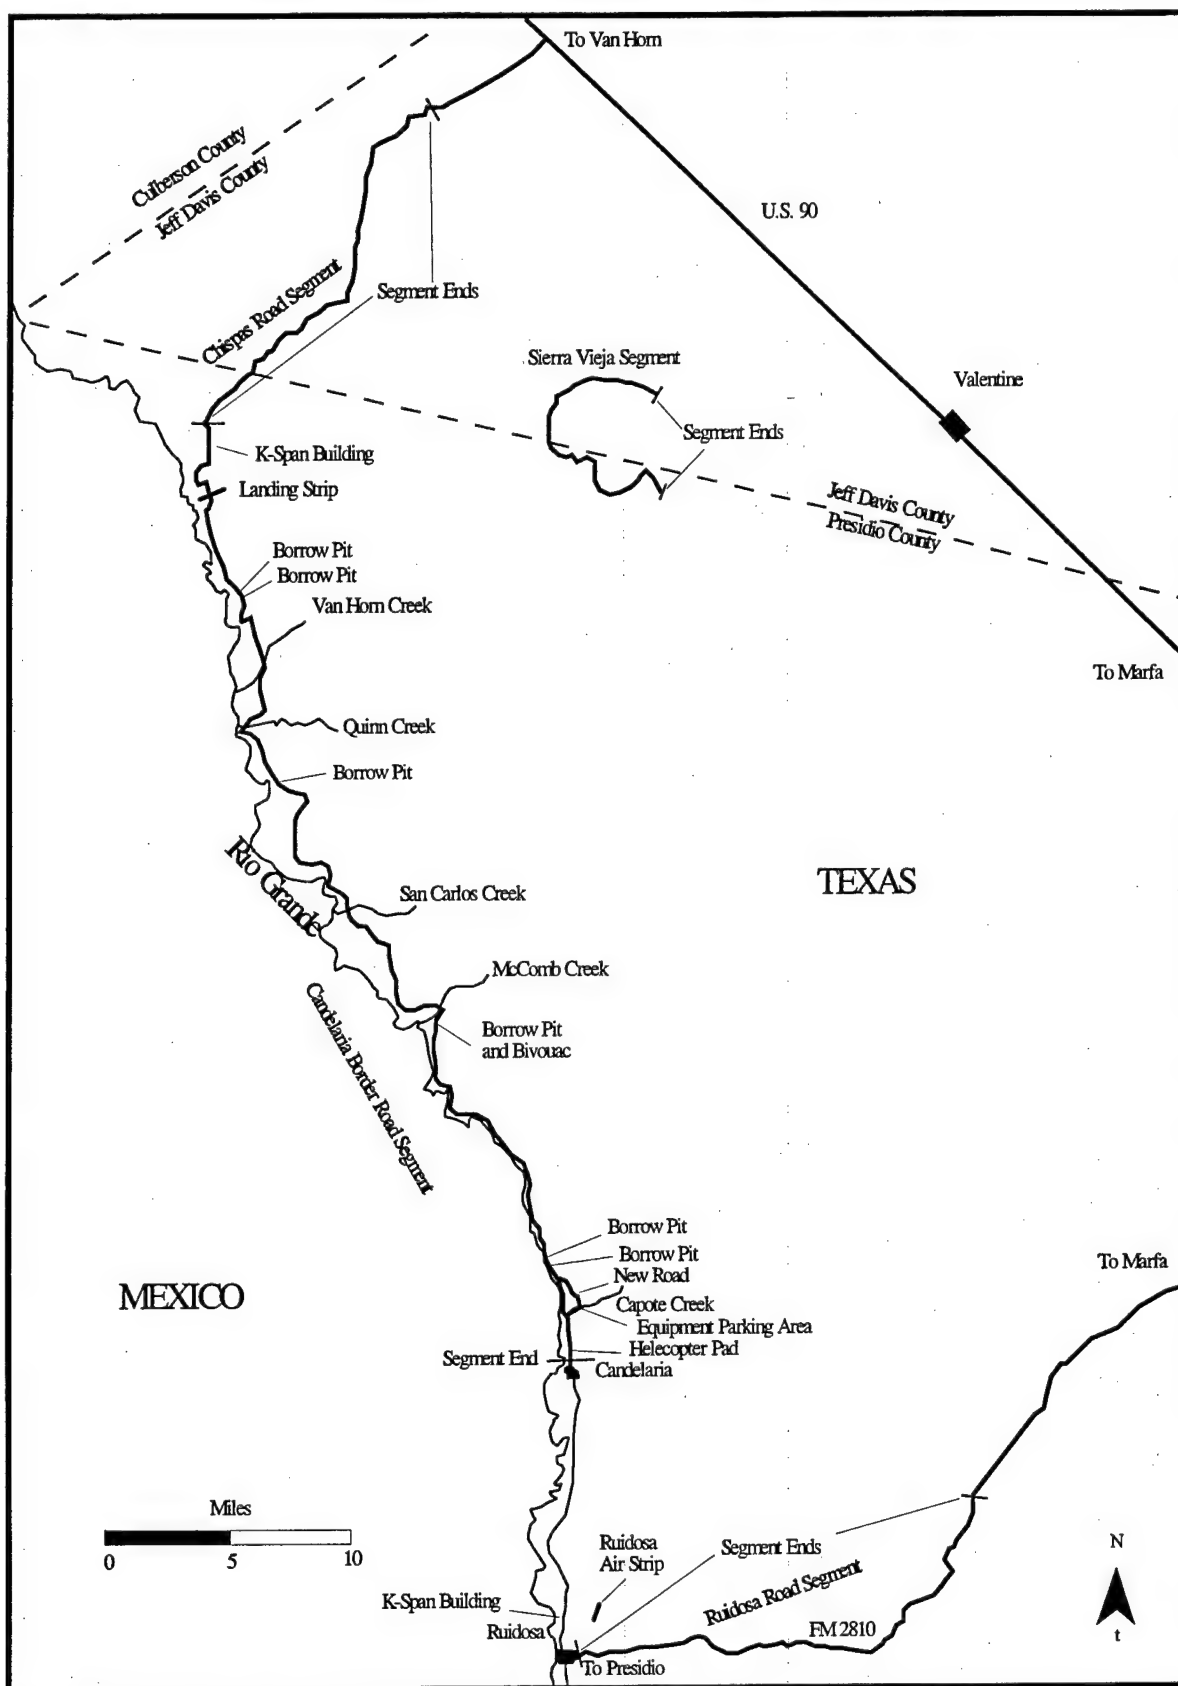 To Van Horn
Culberson County
Jeff Davis County
U.S. 90
Chispas Road Segment
Segment Ends
Sierra Vieja Segment
Valentine
Segment Ends
K-Span Building
Landing Strip
Jeff Davis County
Presidio County
Borrow Pit
Borrow Pit
Van Horn Creek
To Marfa
Quinn Creek
Borrow Pit
Rio Grande
TEXAS
San Carlos Creek
McComb Creek
Candelaria Border Road Segment
Borrow Pit
and Bivouac
Borrow Pit
Borrow Pit
To Marfa
New Road
MEXICO
Capote Creek
Equipment Parking Area
Helecopter Pad
Segment End
Candelaria
Miles
0 5 10
Ruidosa
Air Strip
Segment Ends
N
t
Ruidosa Road Segment
K-Span Building
Ruidosa
FM 2810
To Presidio